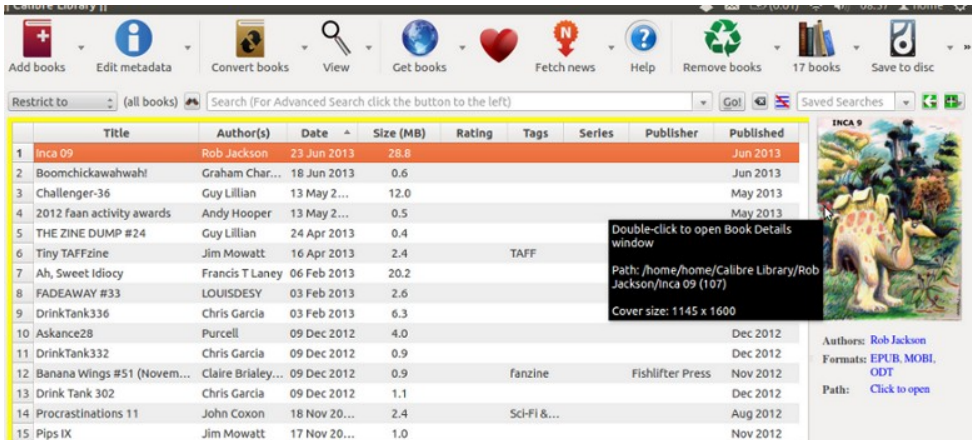 Calibre Library ||
(0:01) 08:37 home
Add books Edit metadata Convert books View Get books Fetch news Help Remove books 17 books Save to disc »
Restrict to (all books) Search (For Advanced Search click the button to the left) Go! Saved Searches
Title Author(s) Date Size (MB) Rating Tags Series Publisher Published
1 Inca 09 Rob Jackson 23 Jun 2013 28.8 Jun 2013
2 Boomchickawahwah! Graham Char... 18 Jun 2013 0.6 Jun 2013
3 Challenger-36 Guy Lillian 13 May 2... 12.0 May 2013
4 2012 faan activity awards Andy Hooper 13 May 2... 0.5 May 2013
5 THE ZINE DUMP #24 Guy Lillian 24 Apr 2013 0.4
6 Tiny TAFFzine Jim Mowatt 16 Apr 2013 2.4 TAFF
7 Ah, Sweet Idiocy Francis T Laney 06 Feb 2013 20.2
8 FADEAWAY #33 LOUISDESY 03 Feb 2013 2.6
9 DrinkTank336 Chris Garcia 03 Feb 2013 6.3
10 Askance28 Purcell 09 Dec 2012 4.0 Dec 2012
11 DrinkTank332 Chris Garcia 09 Dec 2012 0.9 Dec 2012
12 Banana Wings #51 (Novem... Claire Brialey... 09 Dec 2012 0.9 fanzine Fishlifter Press Nov 2012
13 Drink Tank 302 Chris Garcia 09 Dec 2012 1.1 Dec 2012
14 Procrastinations 11 John Coxon 18 Nov 20... 2.4 Sci-Fi &... Aug 2012
15 Pips IX Jim Mowatt 17 Nov 20... 1.0 Nov 2012
Double-click to open Book Details
window
Path: /home/home/Calibre Library/Rob
Jackson/Inca 09 (107)
Cover size: 1145 x 1600
INCA 9
Authors: Rob Jackson
Formats: EPUB, MOBI,
ODT
Path: Click to open